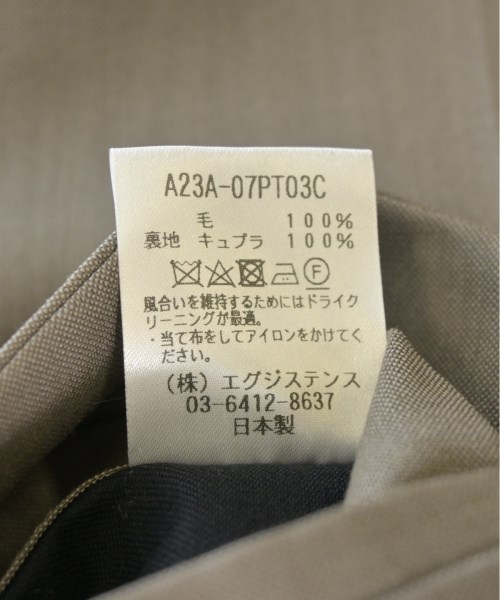 A23A-07PT03C
毛 100%
裏地 キュプラ 100%
F
風合いを維持するためにはドライク
リーニングが最適。
・当て布をしてアイロンをかけてく
ださい。
(株) エグジステンス
03-6412-8637
日本製